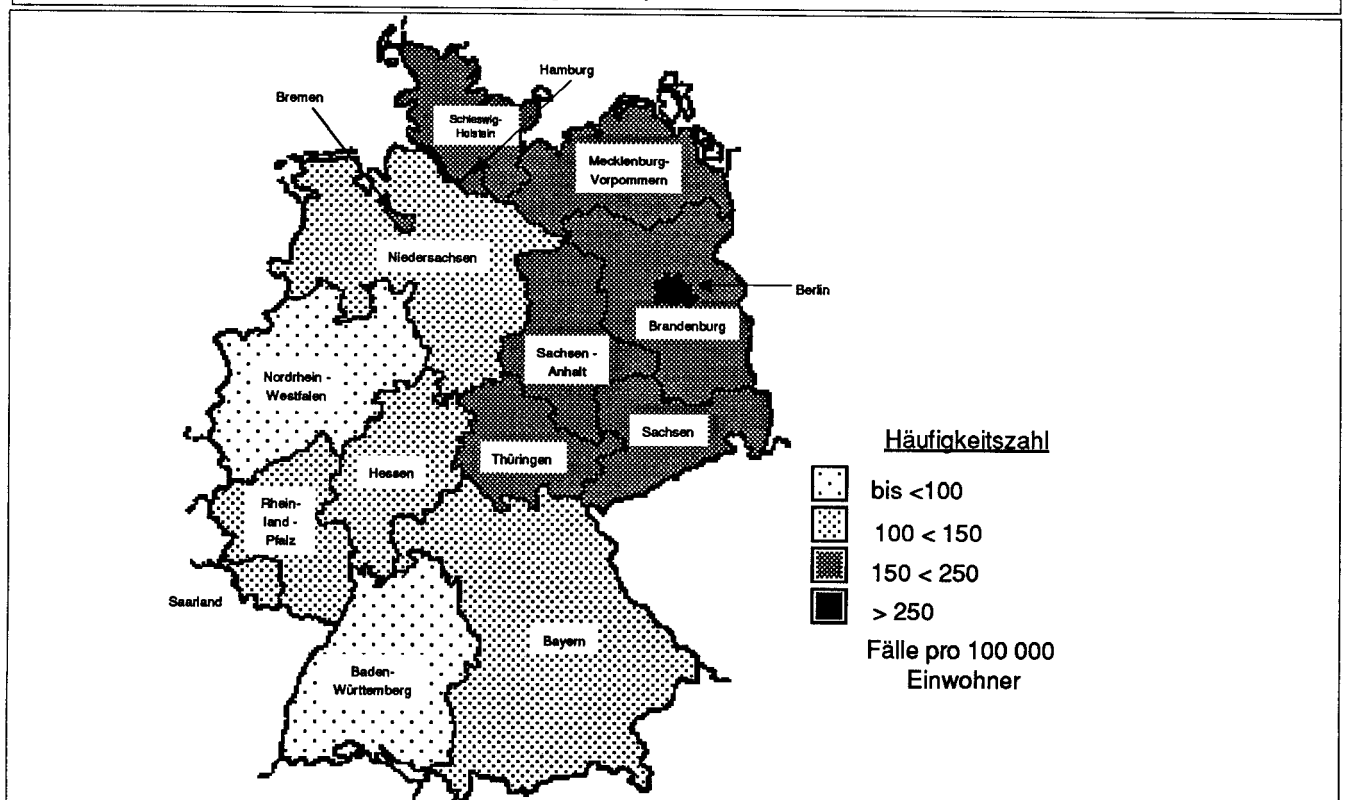 Hamburg
Bremen
Schleswig-
Holstein
Mecklenburg-
Vorpommern
Niedersachsen
Berlin
Brandenburg
Sachsen -
Anhalt
Nordrhein -
Westfalen
Sachsen
Häufigkeitszahl
Thüringen
Hessen
bis <100
Rhein-
land -
Pfalz
100 < 150
150 < 250
Saarland
> 250
Bayern
Fälle pro 100 000
Einwohner
Baden-
Württemberg